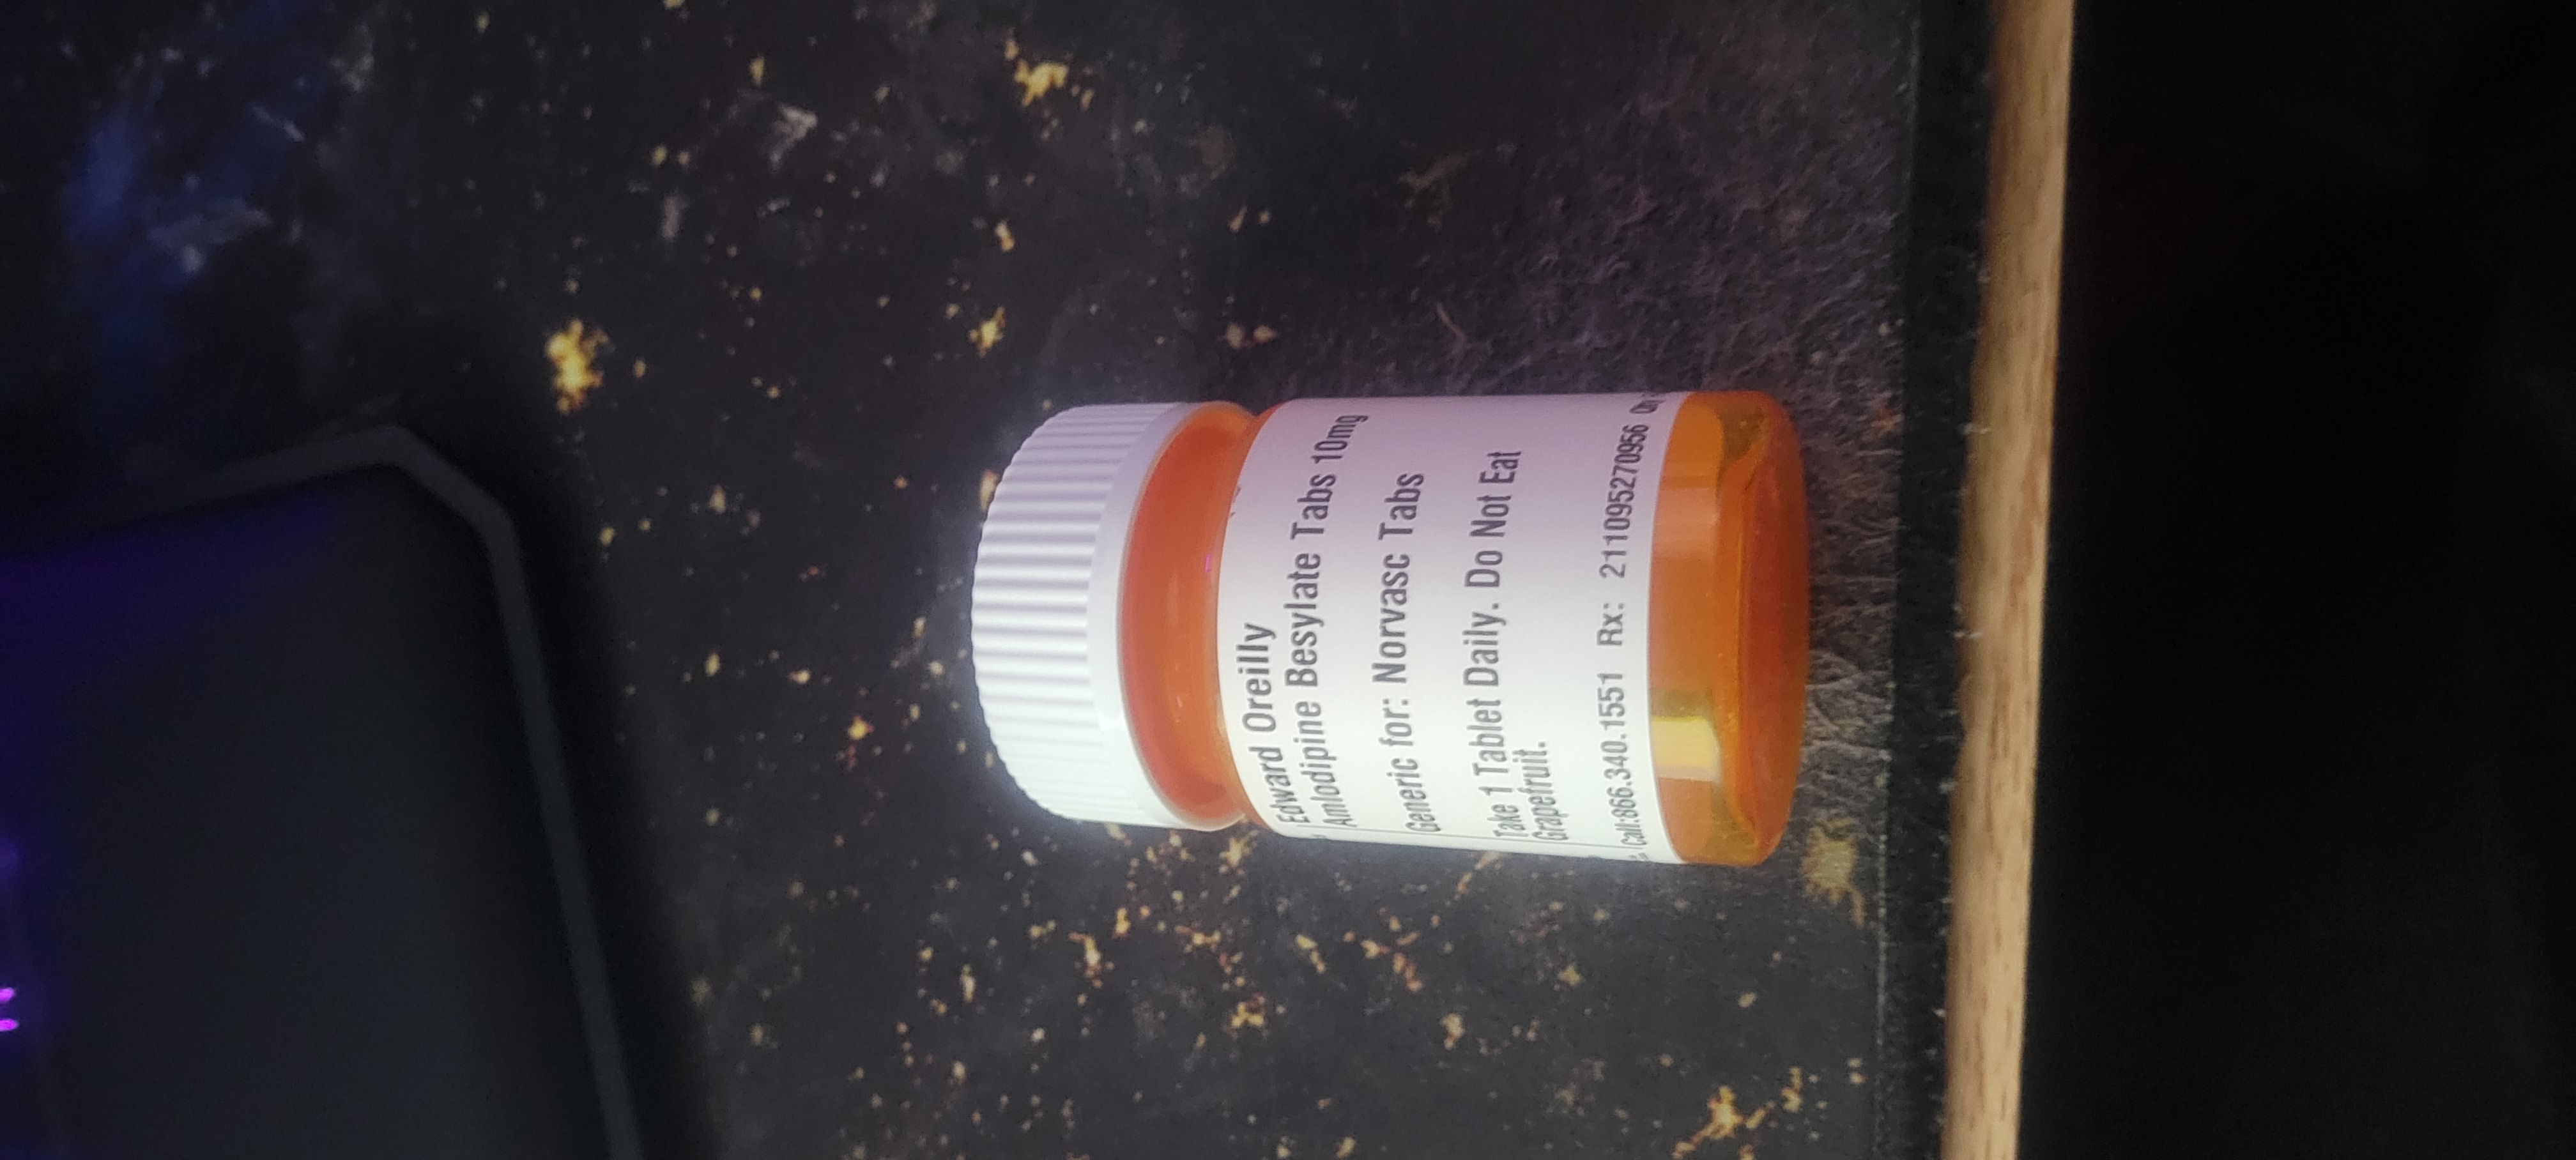 Edward Oreilly
Amlodipine Besylate Tabs 10mg
Generic for: Norvasc Tabs
Take 1 Tablet Daily. Do Not Eat
Grapefruit.
Call:866.340.1551 Rx: 211095270956